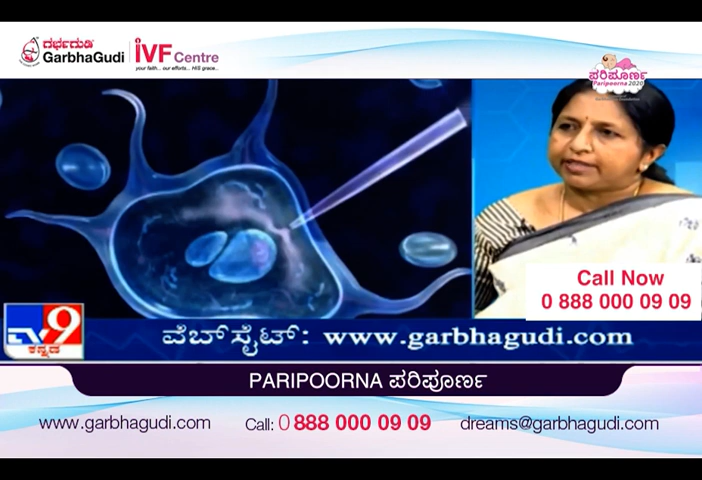 ಗರ್ಭಗುಡಿ
GarbhaGudi
IVF Centre
your faith... our efforts... HIS grace...
ಪರಿಪೂರ್ಣ
Paripoorna 2020
Call Now
0 888 000 09 09
TV9
ಕನ್ನಡ
ವೆಬ್‌ಸೈಟ್: www.garbhagudi.com
PARIPOORNA ಪರಿಪೂರ್ಣ
www.garbhagudi.com
Call: 0 888 000 09 09
dreams@garbhagudi.com